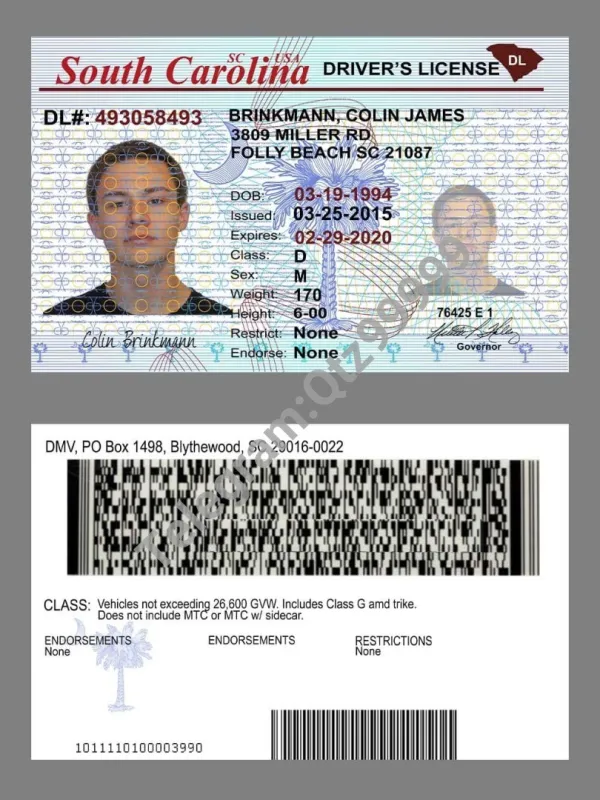 South Carolina
SC USA
DRIVER'S LICENSE
DL
DL#: 493058493
BRINKMANN, COLIN JAMES
3809 MILLER RD
FOLLY BEACH SC 21087
DOB: 03-19-1994
Issued: 03-25-2015
Expires: 02-29-2020
Class: D
Sex: M
Weight: 170
Height: 6-00
Restrict: None
Endorse: None
Colin Brinkmann
76425 E 1
Governor
Telegram:
DMV, PO Box 1498, Blythewood, SC 29016-0022
CLASS: Vehicles not exceeding 26,600 GVW. Includes Class G amd trike.
Does not include MTC or MTC w/ sidecar.
ENDORSEMENTS
None
ENDORSEMENTS
RESTRICTIONS
None
1011110100003990